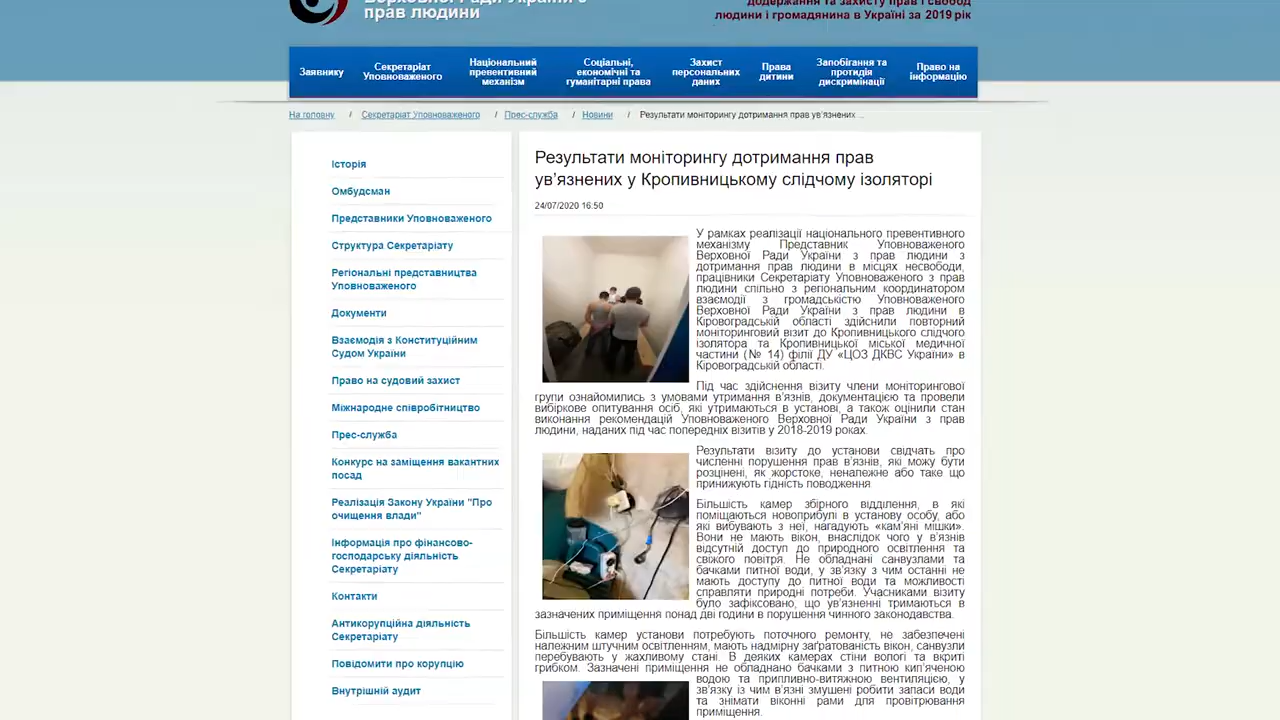 Верховної Ради України з
прав людини
додержання та захисту прав і свобод
людини і громадянина в Україні за 2019 рік
Заявнику
Секретаріат
Уповноваженого
Національний
превентивний
механізм
Соціальні,
економічні та
гуманітарні права
Захист
персональних
даних
Права
дитини
Запобігання та
протидія
дискримінації
Право на
інформацію
На головну / Секретаріат Уповноваженого / Прес-служба / Новини / Результати моніторингу дотримання прав ув'язнених ...
Історія
Омбудсман
Представники Уповноваженого
Структура Секретаріату
Регіональні представництва
Уповноваженого
Документи
Взаємодія з Конституційним
Судом України
Право на судовий захист
Міжнародне співробітництво
Прес-служба
Конкурс на заміщення вакантних
посад
Реалізація Закону України "Про
очищення влади"
Інформація про фінансово-
господарську діяльність
Секретаріату
Контакти
Антикорупційна діяльність
Секретаріату
Повідомити про корупцію
Внутрішній аудит
Результати моніторингу дотримання прав
ув'язнених у Кропивницькому слідчому ізоляторі
24/07/2020 16:50
У рамках реалізації національного превентивного
механізму Представник Уповноваженого
Верховної Ради України з прав людини з
дотримання прав людини в місцях несвободи,
працівники Секретаріату Уповноваженого з прав
людини спільно з регіональним координатором
взаємодії з громадськістю Уповноваженого
Верховної Ради України з прав людини в
Кіровоградській області здійснили повторний
моніторинговий візит до Кропивницького слідчого
ізолятора та Кропивницької міської медичної
частини (№ 14) філії ДУ «ЦОЗ ДКВС України» в
Кіровоградській області.
Під час здійснення візиту члени моніторингової
групи ознайомились з умовами утримання в'язнів, документацією та провели
вибіркове опитування осіб, які утримаються в установі, а також оцінили стан
виконання рекомендацій Уповноваженого Верховної Ради України з прав
людини, наданих під час попередніх візитів у 2018-2019 роках.
Результати візиту до установи свідчать про
численні порушення прав в'язнів, які можу бути
розцінені, як жорстоке, неналежне або таке що
принижують гідність поводження.
Більшість камер збірного відділення, в які
поміщаються новоприбулі в установу особу, або
які вибувають з неї, нагадують «кам'яні мішки».
Вони не мають вікон, внаслідок чого у в'язнів
відсутній доступ до природного освітлення та
свіжого повітря. Не обладнані санвузлами та
бачками питної води, у зв'язку з чим останні не
мають доступу до питної води та можливості
справляти природні потреби. Учасниками візиту
було зафіксовано, що ув'язненні тримаються в
зазначених приміщення понад дві години в порушення чинного законодавства.
Більшість камер установи потребують поточного ремонту, не забезпечені
належним штучним освітленням, мають надмірну заґратованість вікон, санвузли
перебувають у жахливому стані. В деяких камерах стіни вологі та вкриті
грибком. Зазначені приміщення не обладнано бачками з питною кип'яченою
водою та припливно-витяжною вентиляцією, у
зв'язку із чим в'язні змушені робити запаси води
та знімати віконні рами для провітрювання
приміщення.